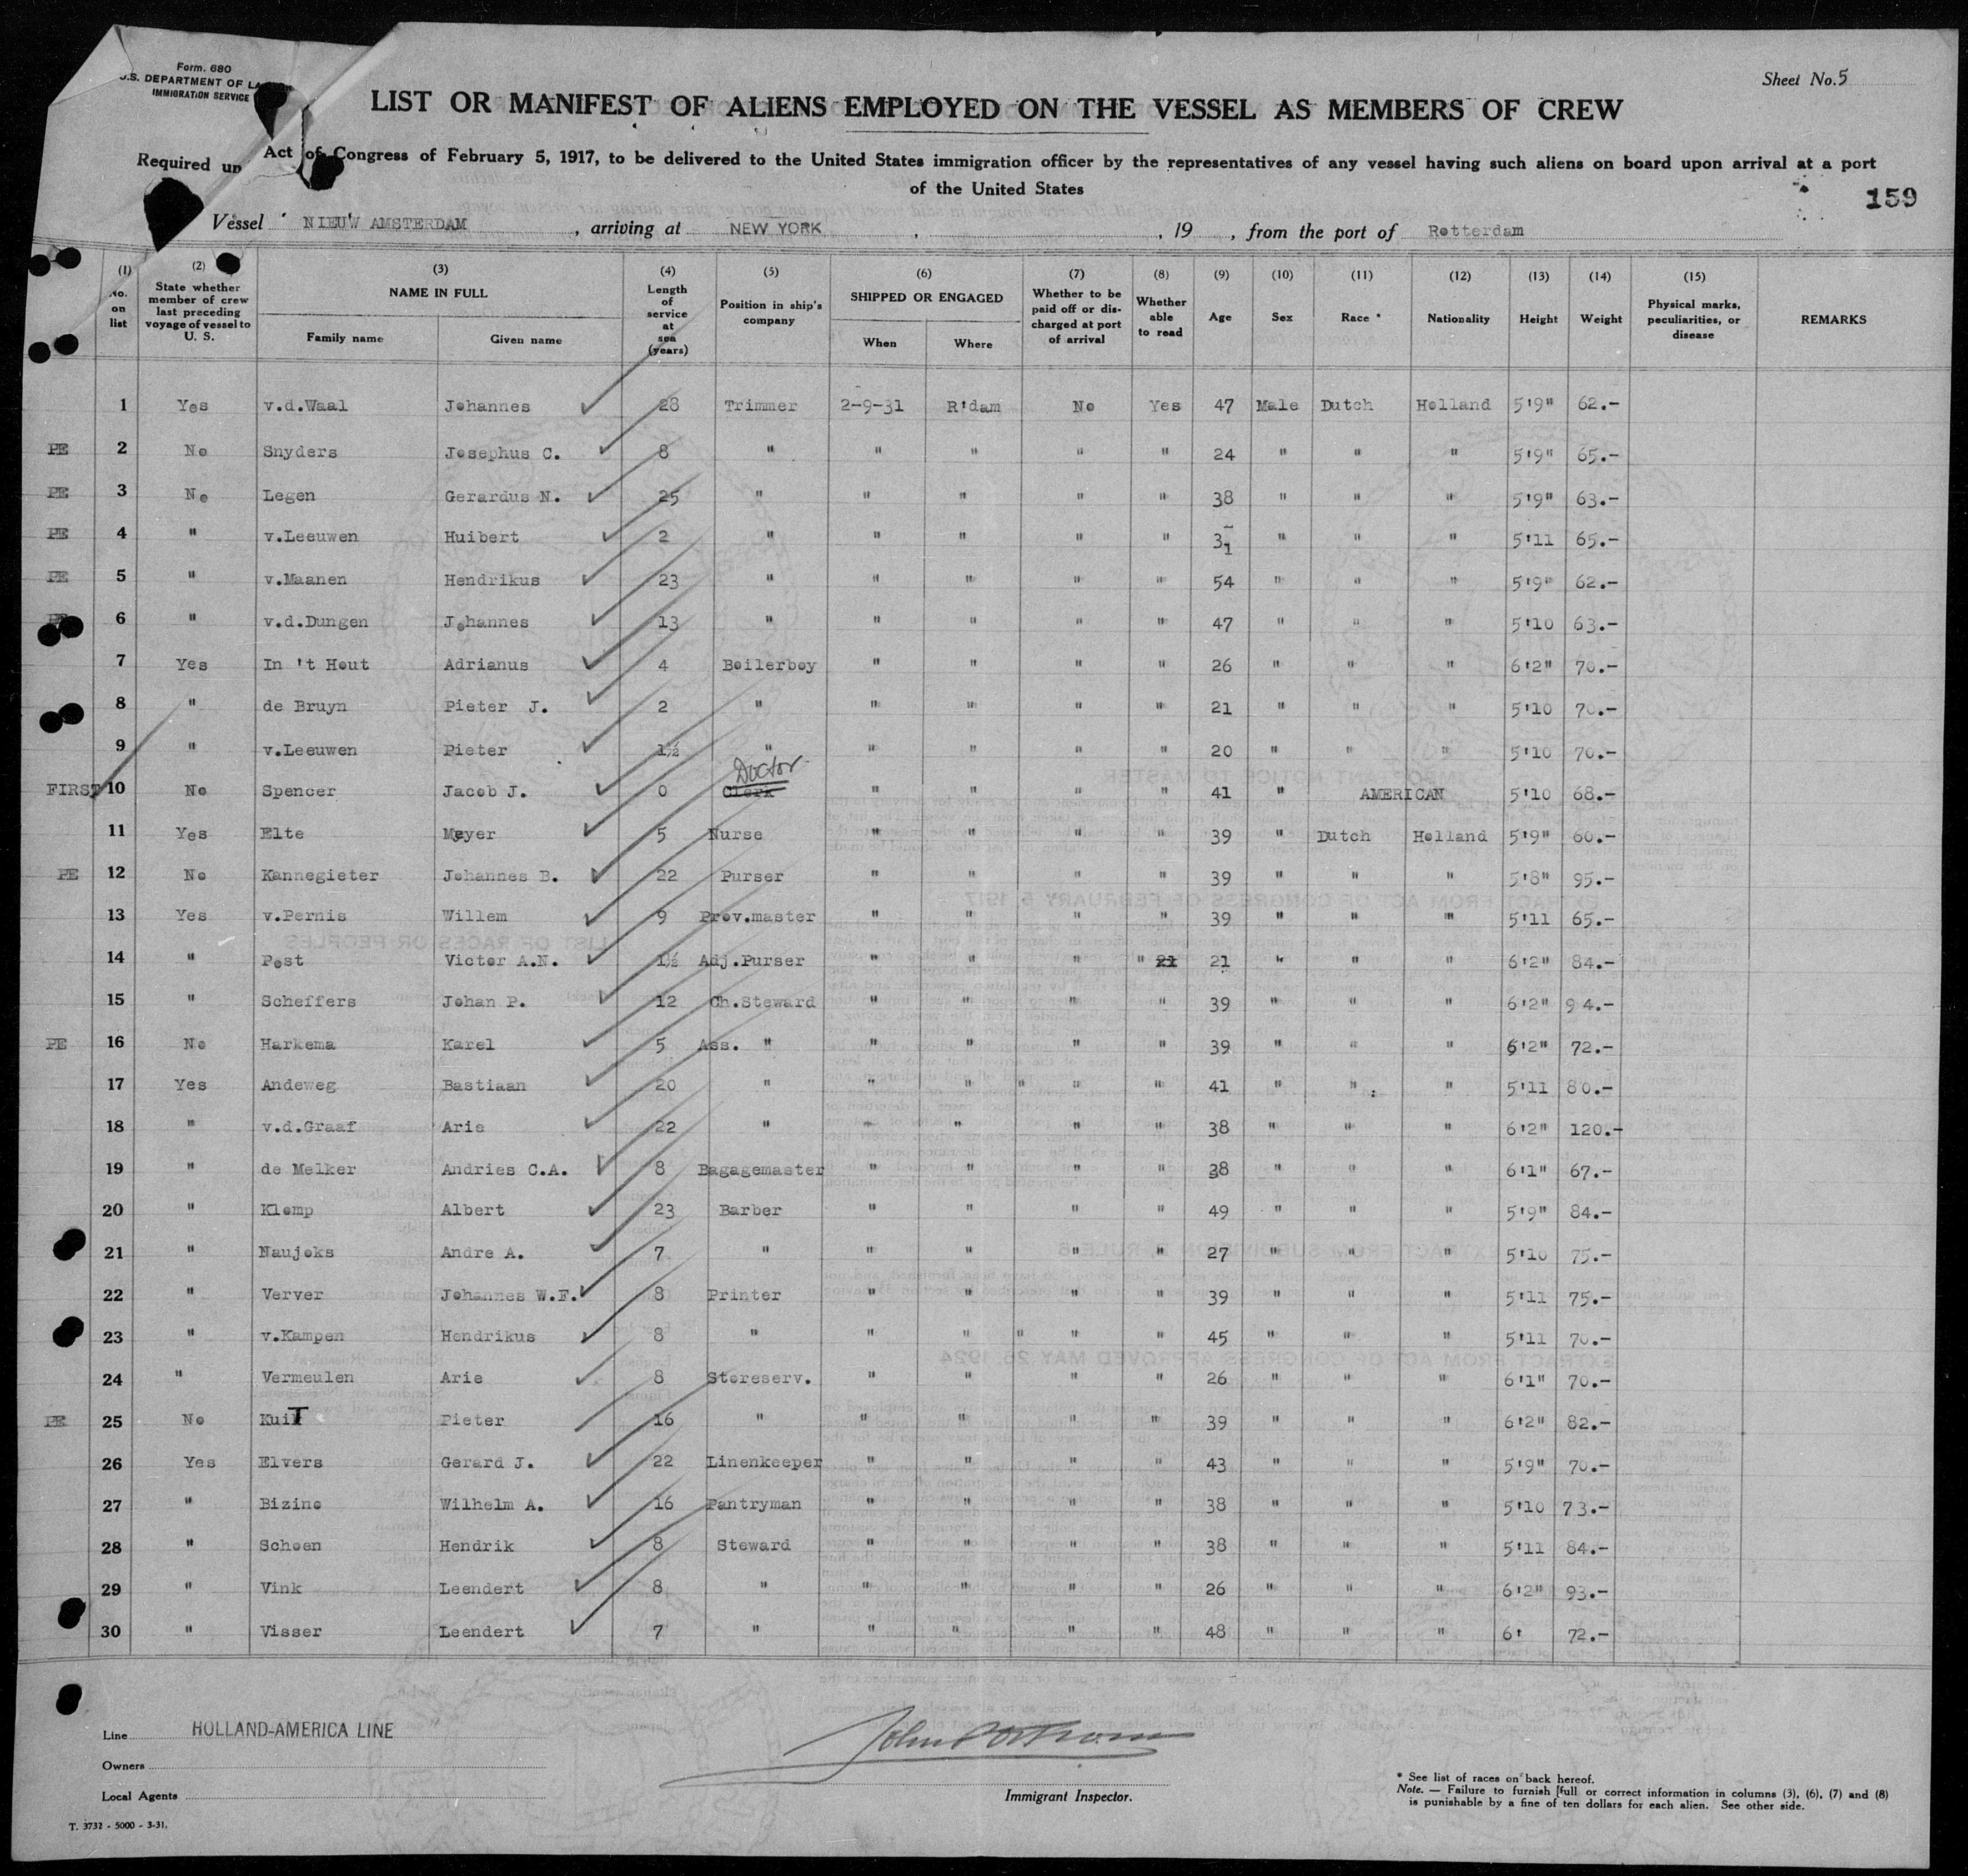 Form. 680
U.S. DEPARTMENT OF LA
IMMIGRATION SERVICE
Sheet No. 5
LIST OR MANIFEST OF ALIENS EMPLOYED ON THE VESSEL AS MEMBERS OF CREW
Required un Act of Congress of February 5, 1917, to be delivered to the United States immigration officer by the representatives of any vessel having such aliens on board upon arrival at a port
of the United States
159
Vessel NIEUW AMSTERDAM, arriving at NEW YORK, , 19 , from the port of Rotterdam
(1) No. on list (2) State whether member of crew last preceding voyage of vessel to U. S. (3) NAME IN FULL Family name Given name (4) Length of service at sea (years) (5) Position in ship's company (6) SHIPPED OR ENGAGED When Where (7) Whether to be paid off or discharged at port of arrival (8) Whether able to read (9) Age (10) Sex (11) Race * (12) Nationality (13) Height (14) Weight (15) Physical marks, peculiarities, or disease REMARKS
1 Yes v.d.Waal Johannes 28 Trimmer 2-9-31 R'dam No Yes 47 Male Dutch Holland 5'9" 62.-
PE 2 No Snyders Josephus C. 8 " " " " " 24 " " " 5'9" 65.-
PE 3 No Legen Gerardus N. 25 " " " " " 38 " " " 5'9" 63.-
PE 4 " v.Leeuwen Huibert 2 " " " " " 31 " " " 5'11 65.-
PE 5 " v.Maanen Hendrikus 23 " " " " " 54 " " " 5'9" 62.-
PE 6 " v.d.Dungen Johannes 13 " " " " " 47 " " " 5'10 63.-
7 Yes In 't Hout Adrianus 4 Boilerboy " " " " 26 " " " 6'2" 70.-
8 " de Bruyn Pieter J. 2 " " " " " 21 " " " 5'10 70.-
9 " v.Leeuwen Pieter 1½ " " " " " 20 " " " 5'10 70.-
FIRST 10 No Spencer Jacob J. 0 Clerk Doctor " " " " 41 " AMERICAN 5'10 68.-
11 Yes Elte Meyer 5 Nurse " " " " 39 " Dutch Holland 5'9" 60.-
PE 12 No Kannegieter Johannes B. 22 Purser " " " " 39 " " " 5'8" 95.-
13 Yes v.Pernis Willem 9 Prov.master " " " " 39 " " " 5'11 65.-
14 " Post Victor A.N. 1½ Adj.Purser " " " " 21 21 " " " 6'2" 84.-
15 " Scheffers Johan P. 12 Ch.Steward " " " " 39 " " " 6'2" 94.-
PE 16 No Harkema Karel 5 Ass. " " " " " 39 " " " 6'2" 72.-
17 Yes Andeweg Bastiaan 20 " " " " " " 41 " " " 5'11 80.-
18 " v.d.Graaf Arie 22 " " " " " 38 " " " 6'2" 120.-
19 " de Melker Andries C.A. 8 Bagagemaster " " " " 38 " " " 6'1" 67.-
20 " Klomp Albert 23 Barber " " " " 49 " " " 5'9" 84.-
21 " Naujoks Andre A. 7 " " " " " 27 " " " 5'10 75.-
22 " Verver Johannes W.F. 8 Printer " " " " 39 " " " 5'11 75.-
23 " v.Kampen Hendrikus 8 " " " " " " 45 " " " 5'11 70.-
24 " Vermeulen Arie 8 Storeserv. " " " " 26 " " " 6'1" 70.-
PE 25 No KuiT Pieter 16 " " " " " 39 " " " 6'2" 82.-
26 Yes Elvers Gerard J. 22 Linenkeeper " " " " 43 " " " 5'9" 70.-
27 " Bizino Wilhelm A. 16 Pantryman " " " " 38 " " " 5'10 73.-
28 " Schoen Hendrik 8 Steward " " " " 38 " " " 5'11 84.-
29 " Vink Leendert 8 " " " " " 26 " " " 6'2" 93.-
30 " Visser Leendert 7 " " " " " 48 " " " 6' 72.-
Line HOLLAND-AMERICA LINE
Owners
Local Agents
Immigrant Inspector.
* See list of races on back hereof.
Note. — Failure to furnish full or correct information in columns (3), (6), (7) and (8)
is punishable by a fine of ten dollars for each alien. See other side.
T. 3732 - 5000 - 3-31.